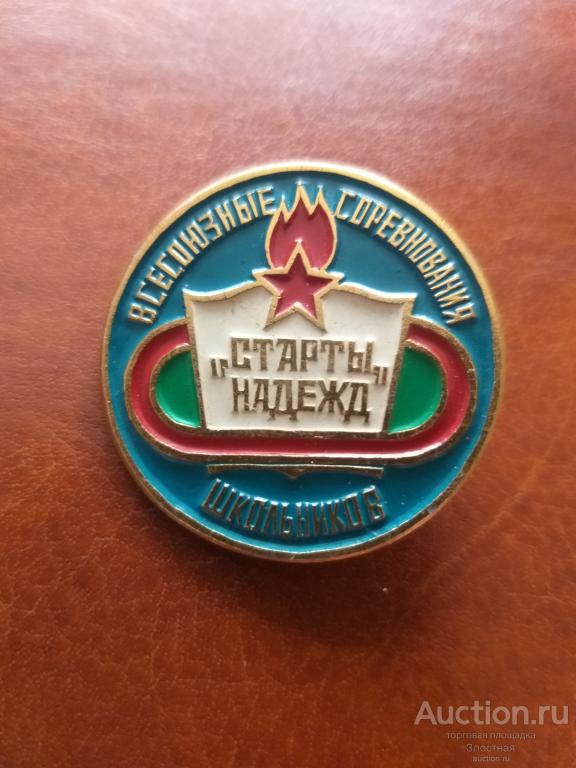 ВСЕСОЮЗНЫЕ СОРЕВНОВАНИЯ
„СТАРТЫ
НАДЕЖД"
ШКОЛЬНИКОВ
Auction.ru
торговая площадка
Злостная
auction.ru